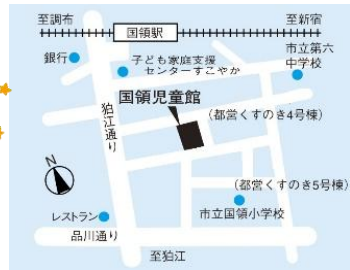 至調布
至新宿
国領駅
銀行
子ども家庭支援
センターすこやか
市立第六
中学校
国領児童館
狛江通り
(都営くすのき4号棟)
N
(都営くすのき5号棟)
レストラン
市立国領小学校
品川通り
至狛江